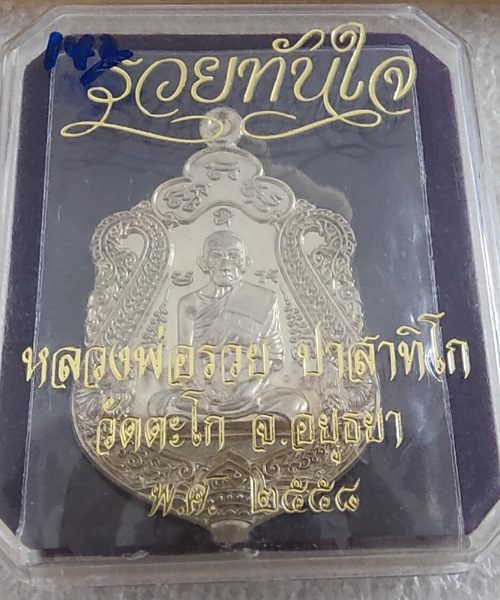 142
รวยทันใจ
หลวงพ่อรวย ปาสาทิโก
วัดตะโก จ.อยุธยา
พ.ศ. ๒๕๕๘